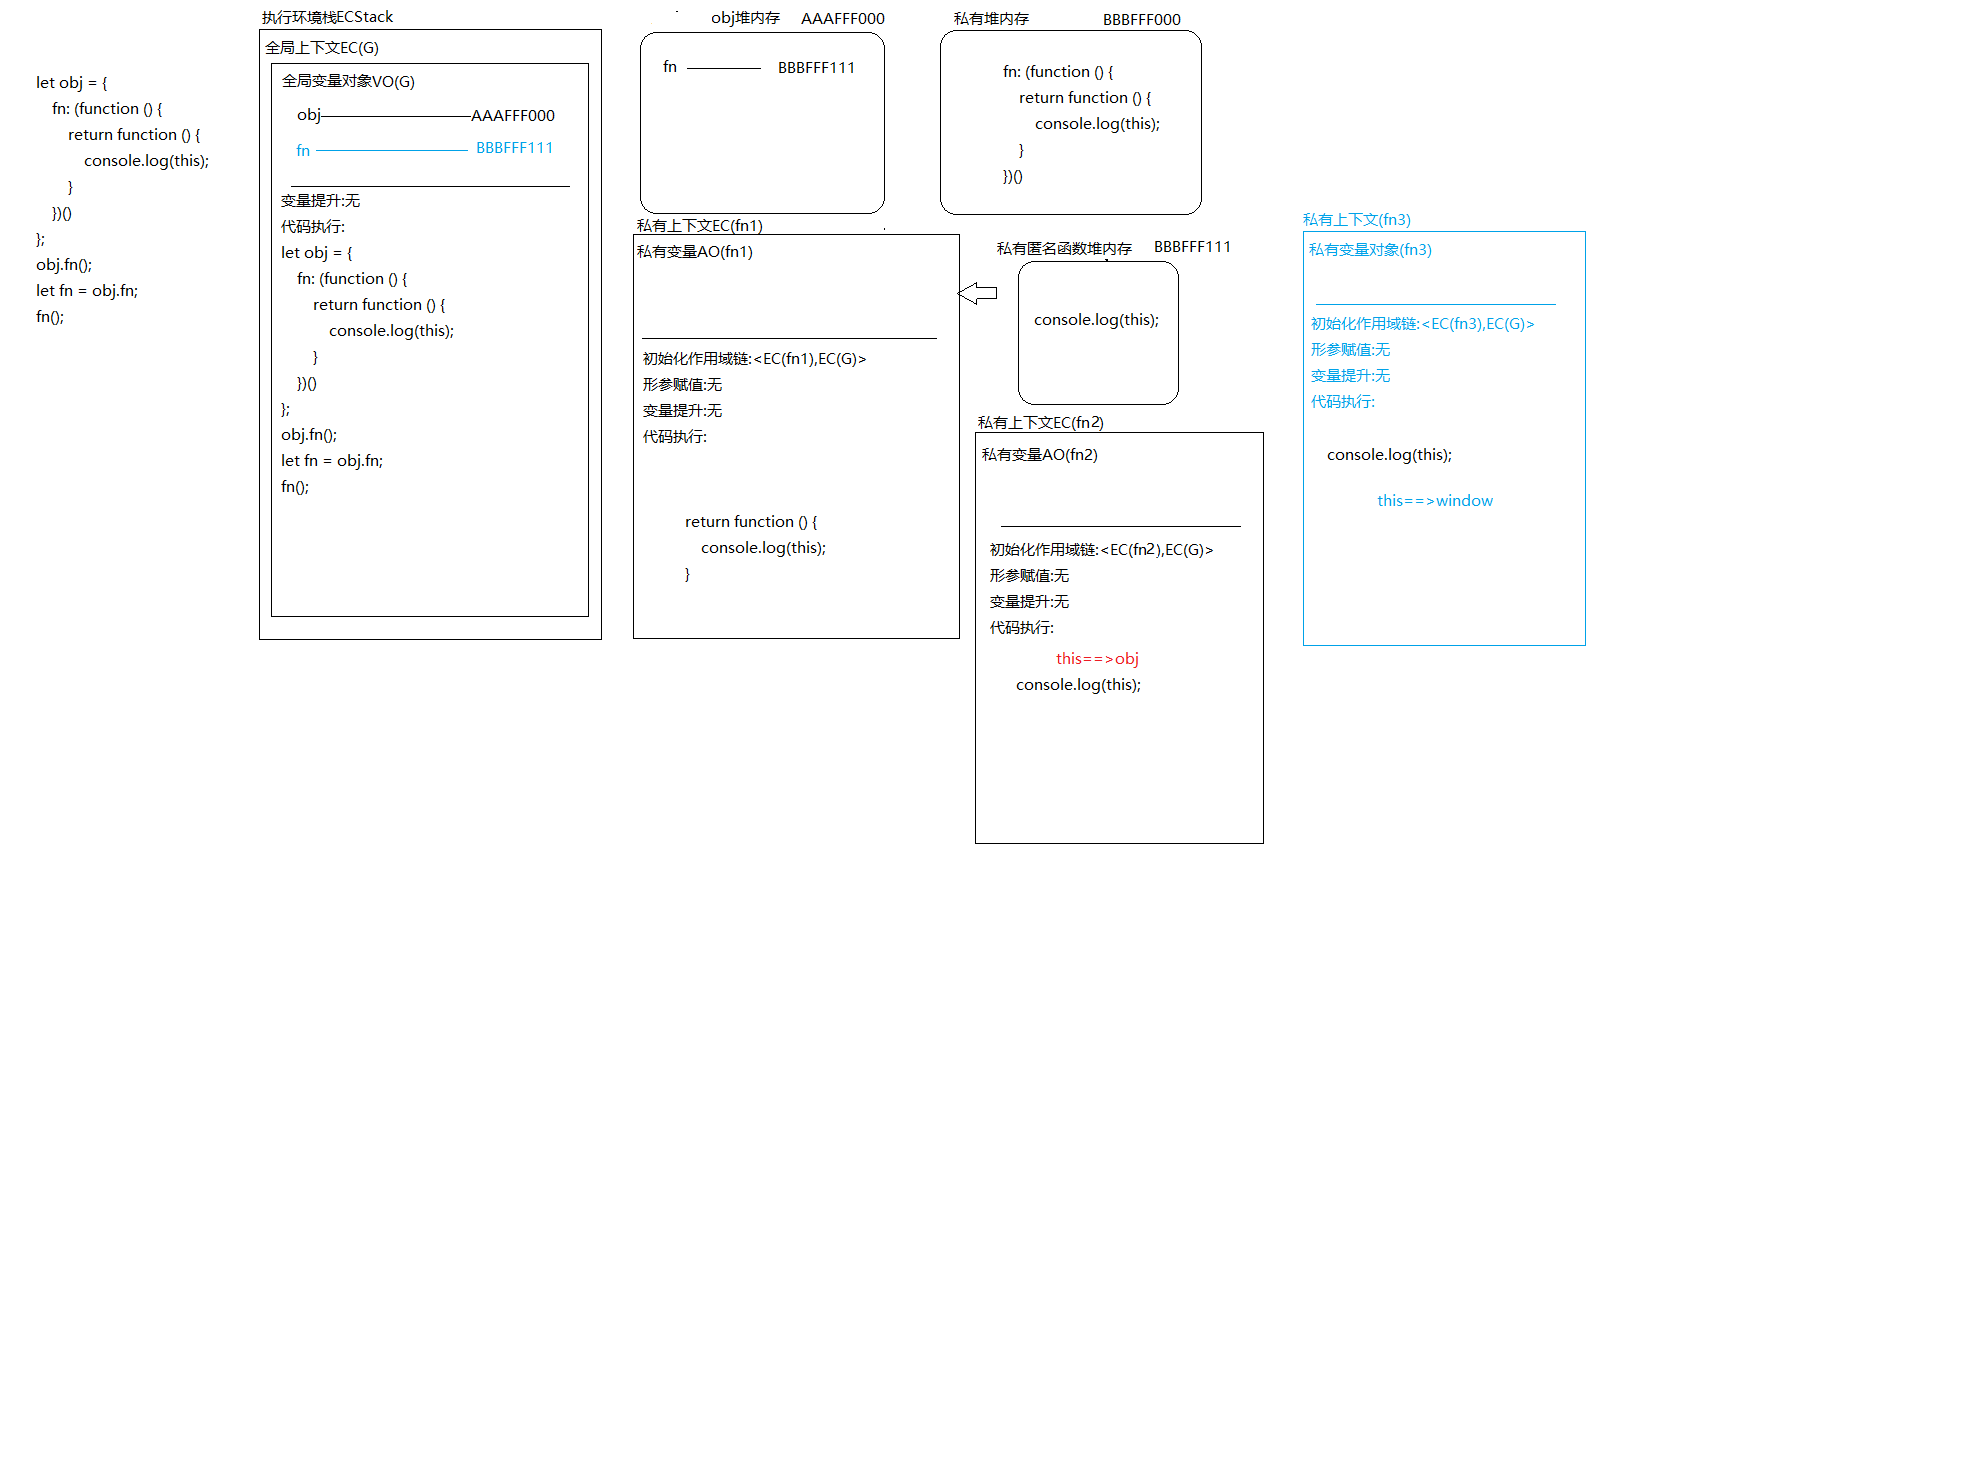 let obj = {
fn: (function () {
return function () {
console.log(this);
}
})()
};
obj.fn();
let fn = obj.fn;
fn();
执行环境栈ECStack
全局上下文EC(G)
全局变量对象VO(G)
obj AAAFFF000
fn BBBFFF111
变量提升:无
代码执行:
let obj = {
fn: (function () {
return function () {
console.log(this);
}
})()
};
obj.fn();
let fn = obj.fn;
fn();
obj堆内存 AAAFFF000
fn BBBFFF111
私有上下文EC(fn1)
私有变量AO(fn1)
初始化作用域链:<EC(fn1),EC(G)>
形参赋值:无
变量提升:无
代码执行:
return function () {
console.log(this);
}
私有堆内存 BBBFFF000
fn: (function () {
return function () {
console.log(this);
}
})()
私有匿名函数堆内存 BBBFFF111
console.log(this);
私有上下文EC(fn2)
私有变量AO(fn2)
初始化作用域链:<EC(fn2),EC(G)>
形参赋值:无
变量提升:无
代码执行:
this==>obj
console.log(this);
私有上下文(fn3)
私有变量对象(fn3)
初始化作用域链:<EC(fn3),EC(G)>
形参赋值:无
变量提升:无
代码执行:
console.log(this);
this==>window